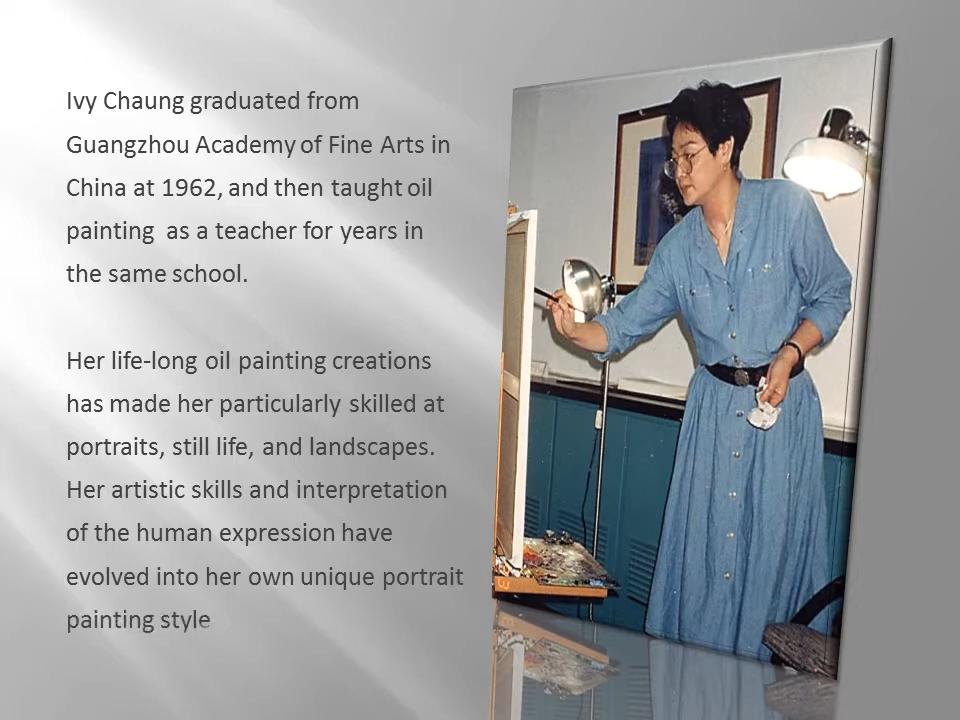 Ivy Chaung graduated from
Guangzhou Academy of Fine Arts in
China at 1962, and then taught oil
painting as a teacher for years in
the same school.
Her life-long oil painting creations
has made her particularly skilled at
portraits, still life, and landscapes.
Her artistic skills and interpretation
of the human expression have
evolved into her own unique portrait
painting style